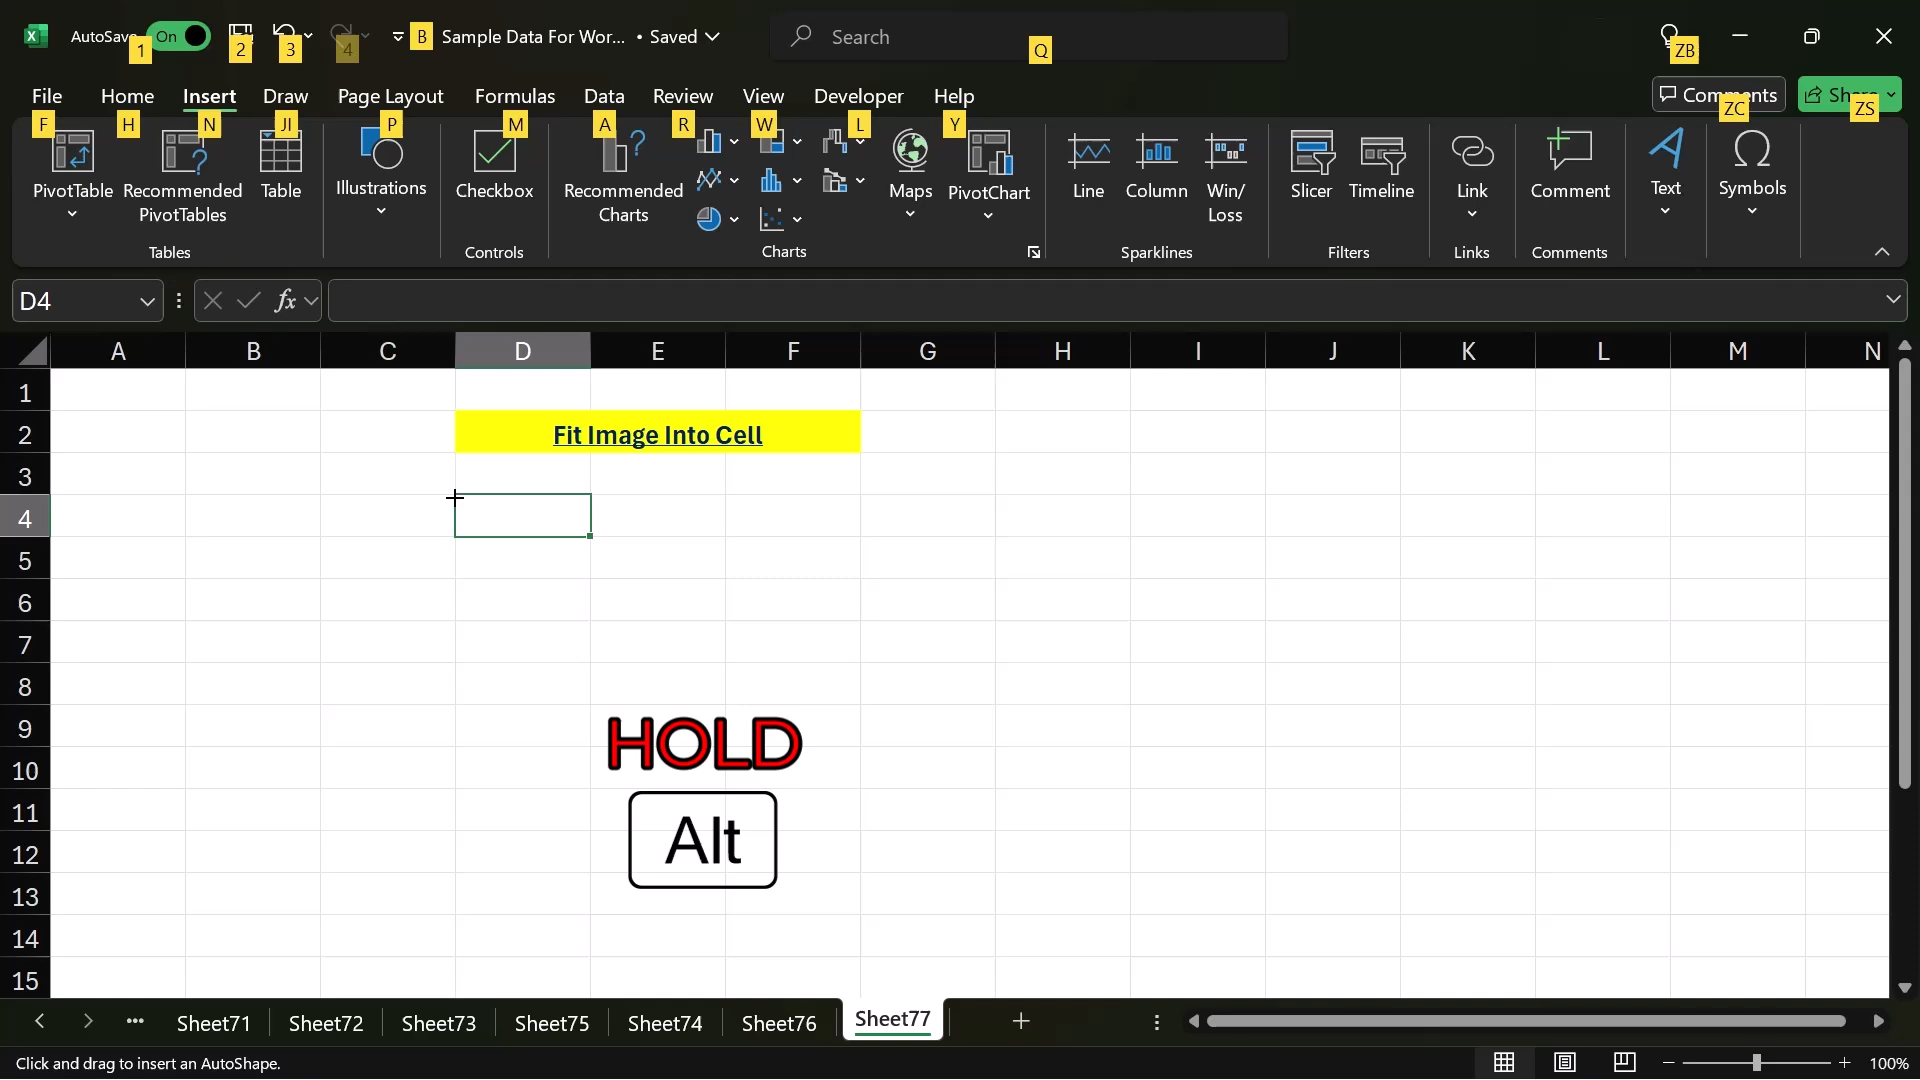 AutoSave On Sample Data For Wor... • Saved Search
1 2 3 4 B Q ZB
File Home Insert Draw Page Layout Formulas Data Review View Developer Help Comments Share
F H N JI P M A R W L Y ZC ZS
PivotTable
Recommended
PivotTables
Table
Tables
Illustrations
Checkbox
Controls
Recommended
Charts
Maps
PivotChart
Charts
Line
Column
Win/
Loss
Sparklines
Slicer
Timeline
Filters
Link
Links
Comment
Comments
Text
Symbols
D4 fx
A B C D E F G H I J K L M N
1
2 Fit Image Into Cell
3
4
5
6
7
8
9
HOLD
10
11
Alt
12
13
14
15
Sheet71 Sheet72 Sheet73 Sheet75 Sheet74 Sheet76 Sheet77
Click and drag to insert an AutoShape. 100%